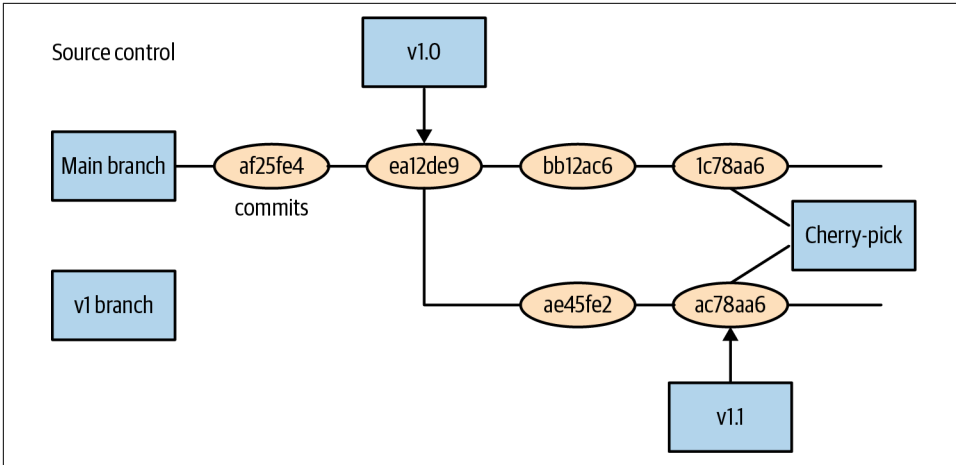 Source control
v1.0
Main branch
af25fe4
ea12de9
bb12ac6
1c78aa6
commits
Cherry-pick
v1 branch
ae45fe2
ac78aa6
v1.1